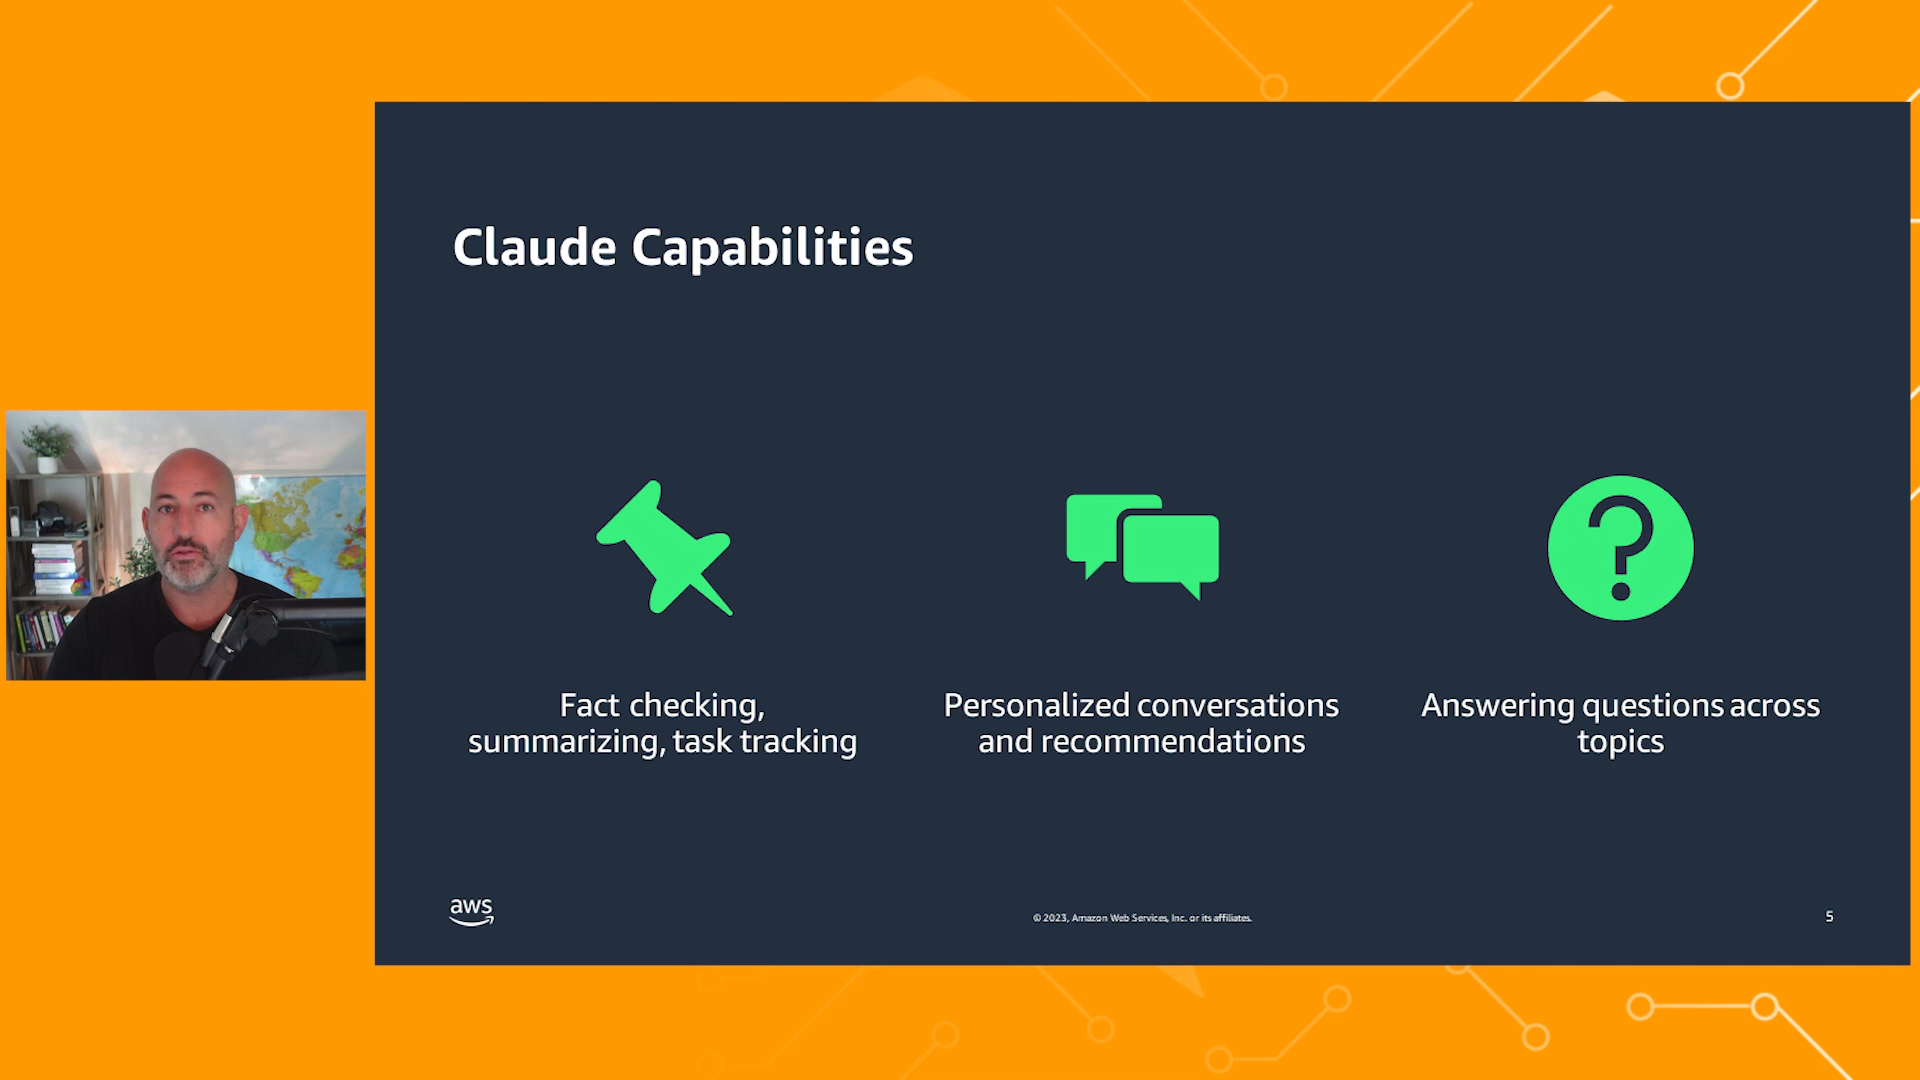 Claude Capabilities
Fact checking,
summarizing, task tracking
Personalized conversations
and recommendations
?
Answering questions across
topics
aws
© 2023, Amazon Web Services, Inc. or its affiliates.
5